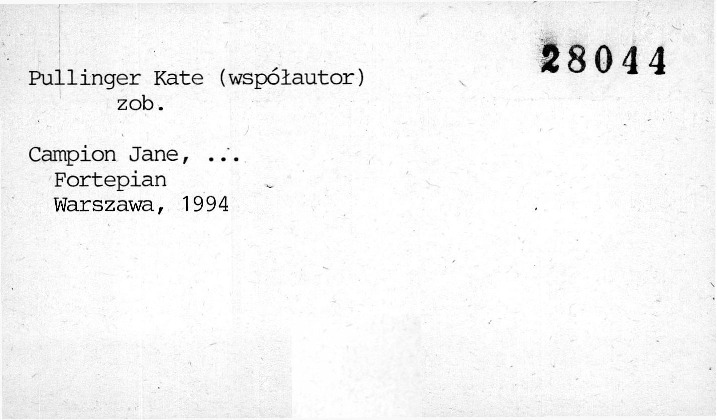 28044
Pullinger Kate (współautor)
zob.
Campion Jane, ...
Fortepian
Warszawa, 1994